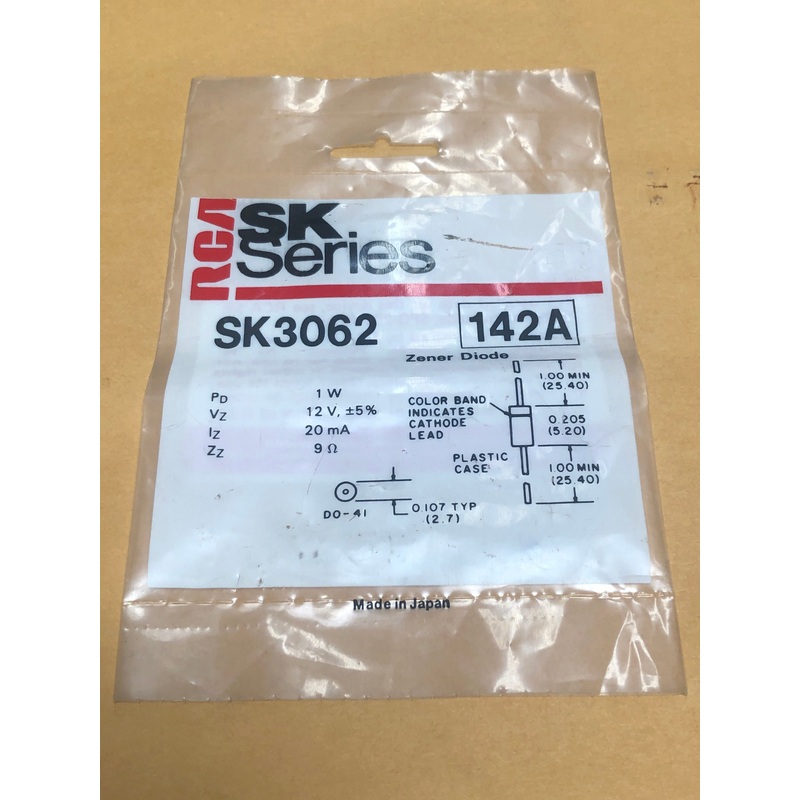 RCA
SK
Series
SK3062
142A
Zener Diode
PD 1 W
VZ 12 V, ±5%
IZ 20 mA
ZZ 9 Ω
COLOR BAND
INDICATES
CATHODE
LEAD
PLASTIC
CASE
1.00 MIN
(25.40)
0.205
(5.20)
1.00 MIN
(25.40)
DO-41
0.107 TYP
(2.7)
Made in Japan